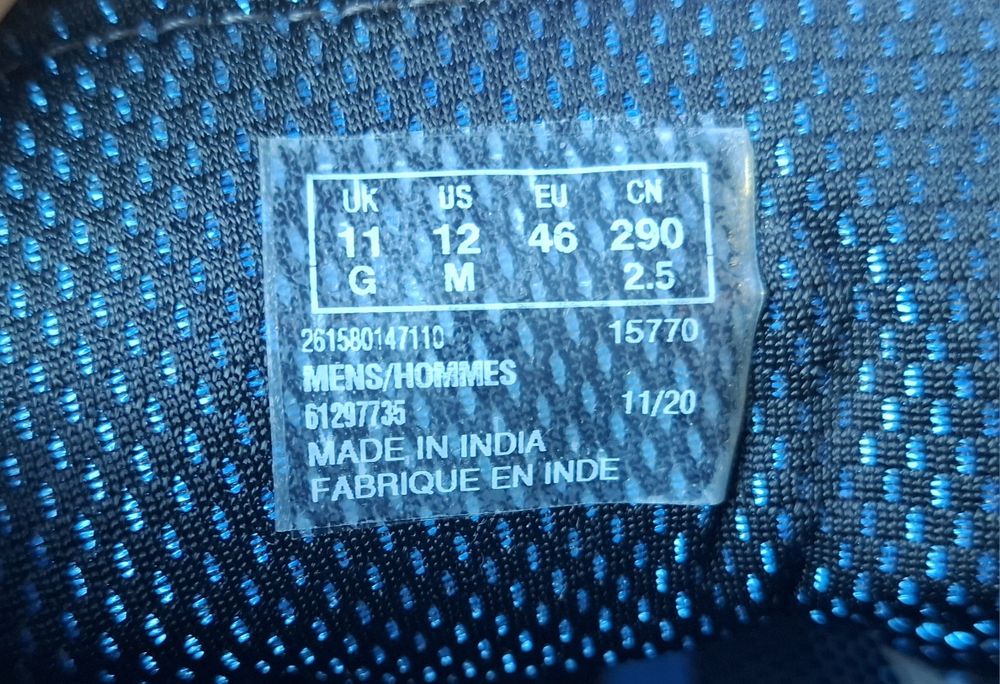 UK US EU CN
11 12 46 290
G M 2.5
261580147110 15770
MENS/HOMMES
61297735 11/20
MADE IN INDIA
FABRIQUE EN INDE